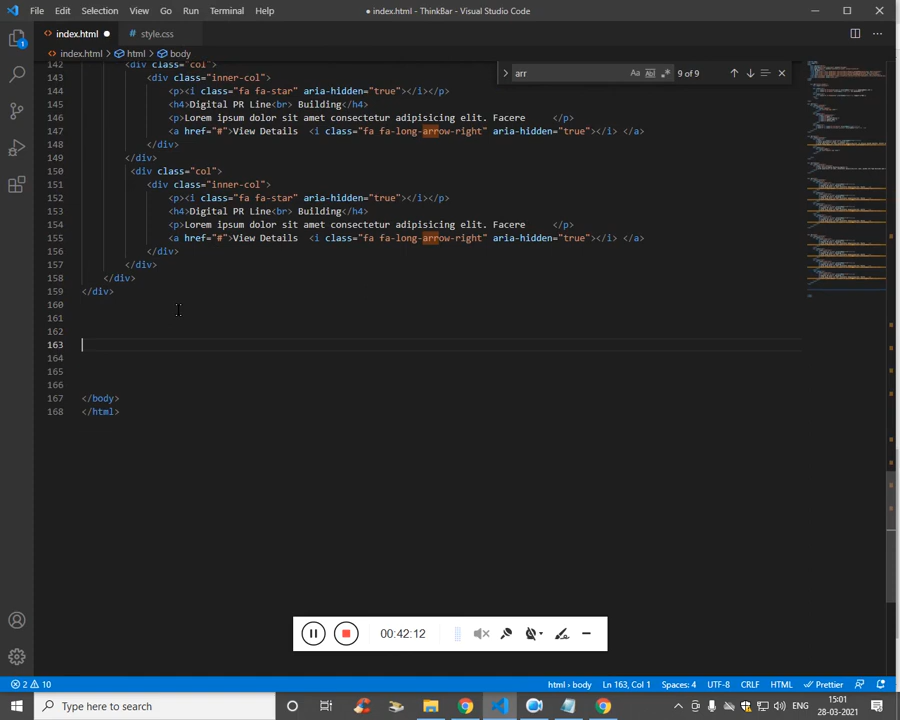 File Edit Selection View Go Run Terminal Help ● index.html - ThinkBar - Visual Studio Code
index.html ● # style.css
index.html > html > body
arr Aa Abl .* 9 of 9
142 <div class="col">
143 <div class="inner-col">
144 <p><i class="fa fa-star" aria-hidden="true"></i></p>
145 <h4>Digital PR Line<br> Building</h4>
146 <p>Lorem ipsum dolor sit amet consectetur adipisicing elit. Facere </p>
147 <a href="#">View Details <i class="fa fa-long-arrow-right" aria-hidden="true"></i> </a>
148 </div>
149 </div>
150 <div class="col">
151 <div class="inner-col">
152 <p><i class="fa fa-star" aria-hidden="true"></i></p>
153 <h4>Digital PR Line<br> Building</h4>
154 <p>Lorem ipsum dolor sit amet consectetur adipisicing elit. Facere </p>
155 <a href="#">View Details <i class="fa fa-long-arrow-right" aria-hidden="true"></i> </a>
156 </div>
157 </div>
158 </div>
159 </div>
160
161
162
163
164
165
166
167 </body>
168 </html>
00:42:12
2 10 html › body Ln 163, Col 1 Spaces: 4 UTF-8 CRLF HTML Prettier
Type here to search ENG 15:01
28-03-2021